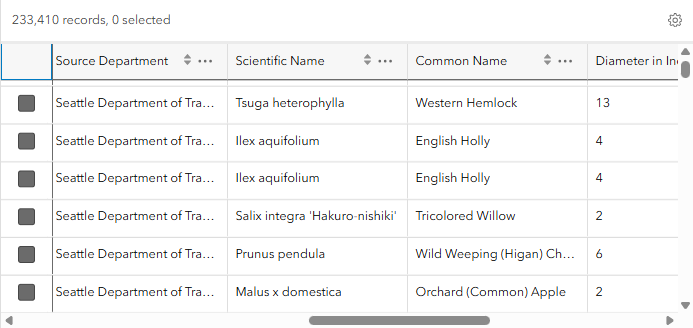 233,410 records, 0 selected
Source Department ... Scientific Name ... Common Name ... Diameter in Inc
Seattle Department of Tra... Tsuga heterophylla Western Hemlock 13
Seattle Department of Tra... Ilex aquifolium English Holly 4
Seattle Department of Tra... Ilex aquifolium English Holly 4
Seattle Department of Tra... Salix integra 'Hakuro-nishiki' Tricolored Willow 2
Seattle Department of Tra... Prunus pendula Wild Weeping (Higan) Ch... 6
Seattle Department of Tra... Malus x domestica Orchard (Common) Apple 2